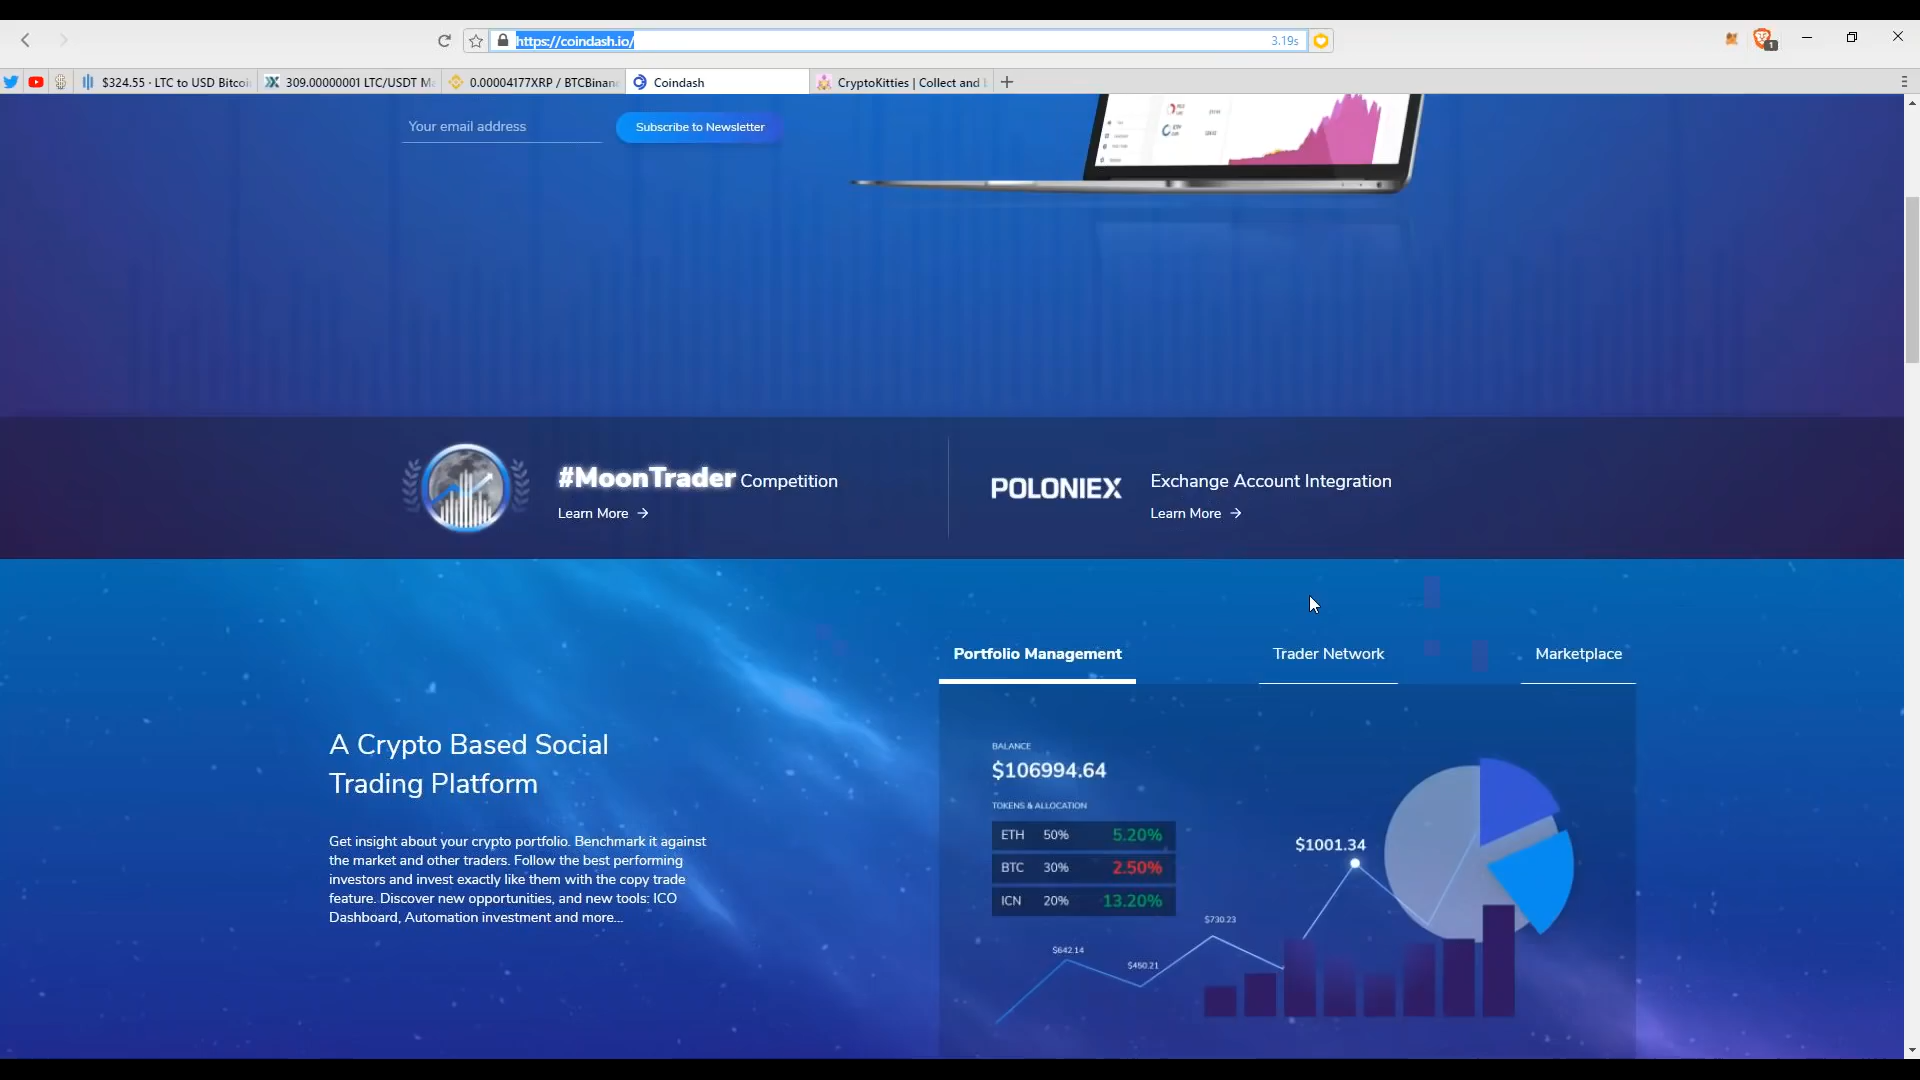 https://coindash.io/
3.19s
1
$324.55 · LTC to USD Bitcoi
309.00000001 LTC/USDT Ma
0.00004177XRP / BTCBinan
Coindash
CryptoKitties | Collect and
Your email address
Subscribe to Newsletter
#MoonTrader Competition
Learn More →
POLONIEX
Exchange Account Integration
Learn More →
Portfolio Management
Trader Network
Marketplace
A Crypto Based Social
Trading Platform
Get insight about your crypto portfolio. Benchmark it against
the market and other traders. Follow the best performing
investors and invest exactly like them with the copy trade
feature. Discover new opportunities, and new tools: ICO
Dashboard, Automation investment and more...
BALANCE
$106994.64
TOKENS & ALLOCATION
ETH 50% 5.20%
BTC 30% 2.50%
ICN 20% 13.20%
$1001.34
$730.23
$642.14
$460.21